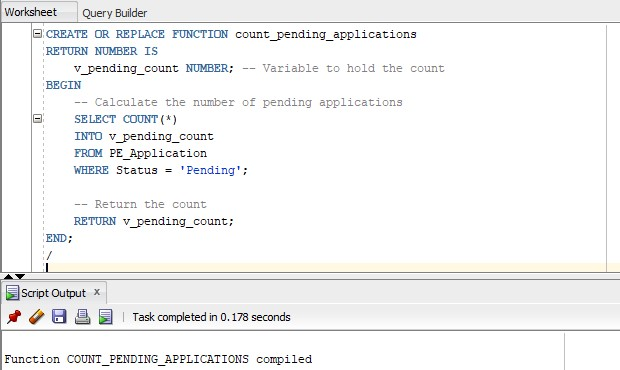 Worksheet Query Builder
CREATE OR REPLACE FUNCTION count_pending_applications
RETURN NUMBER IS
    v_pending_count NUMBER; -- Variable to hold the count
BEGIN
    -- Calculate the number of pending applications
    SELECT COUNT(*)
    INTO v_pending_count
    FROM PE_Application
    WHERE Status = 'Pending';
    -- Return the count
    RETURN v_pending_count;
END;
/
Script Output x
Task completed in 0.178 seconds
Function COUNT_PENDING_APPLICATIONS compiled